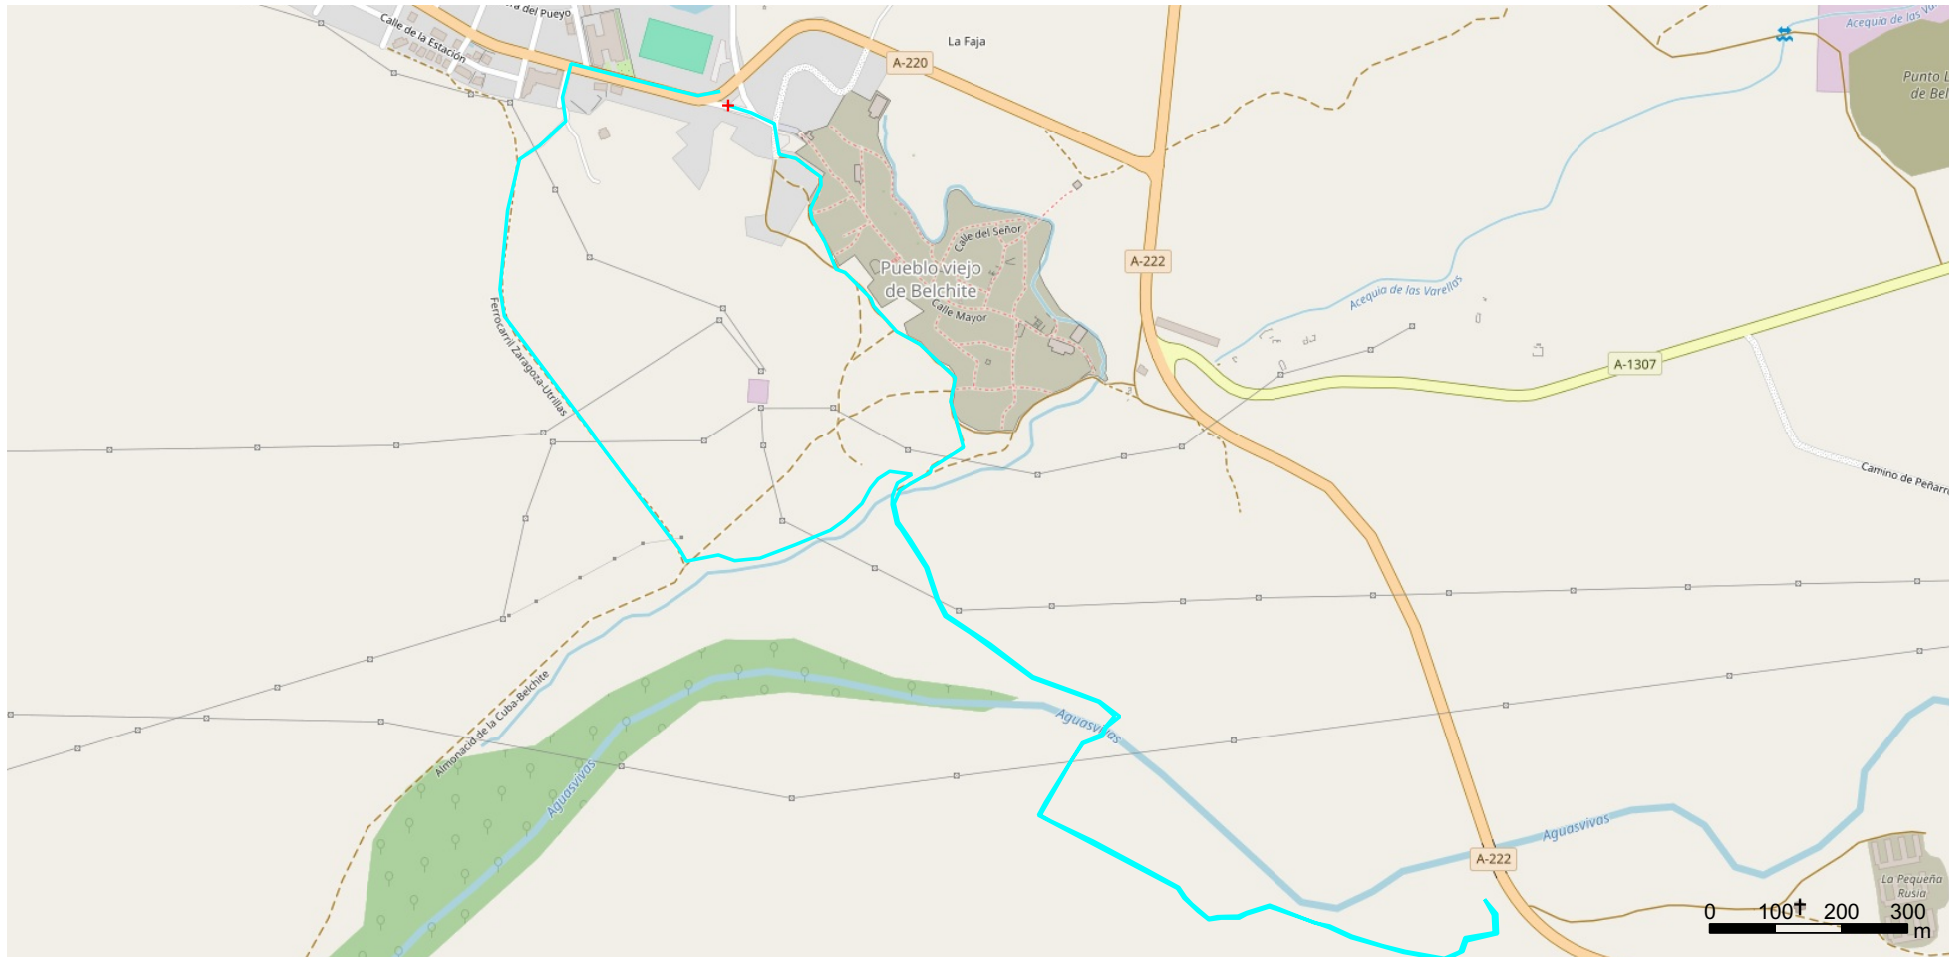 del Pueyo
Calle de la Estación
La Faja
A-220
Acequia de las
Punto
de
Calle del Señor
Pueblo viejo
de Belchite
Calle Mayor
A-222
Acequia de las Varellas
Ferrocarril Zaragoza-Utrillas
A-1307
Camino de
Almonacid de la Cuba-Belchite
Aguasvivas
Aguasvivas
Aguasvivas
A-222
La Pequeña
Rusia
0 100 200 300
m